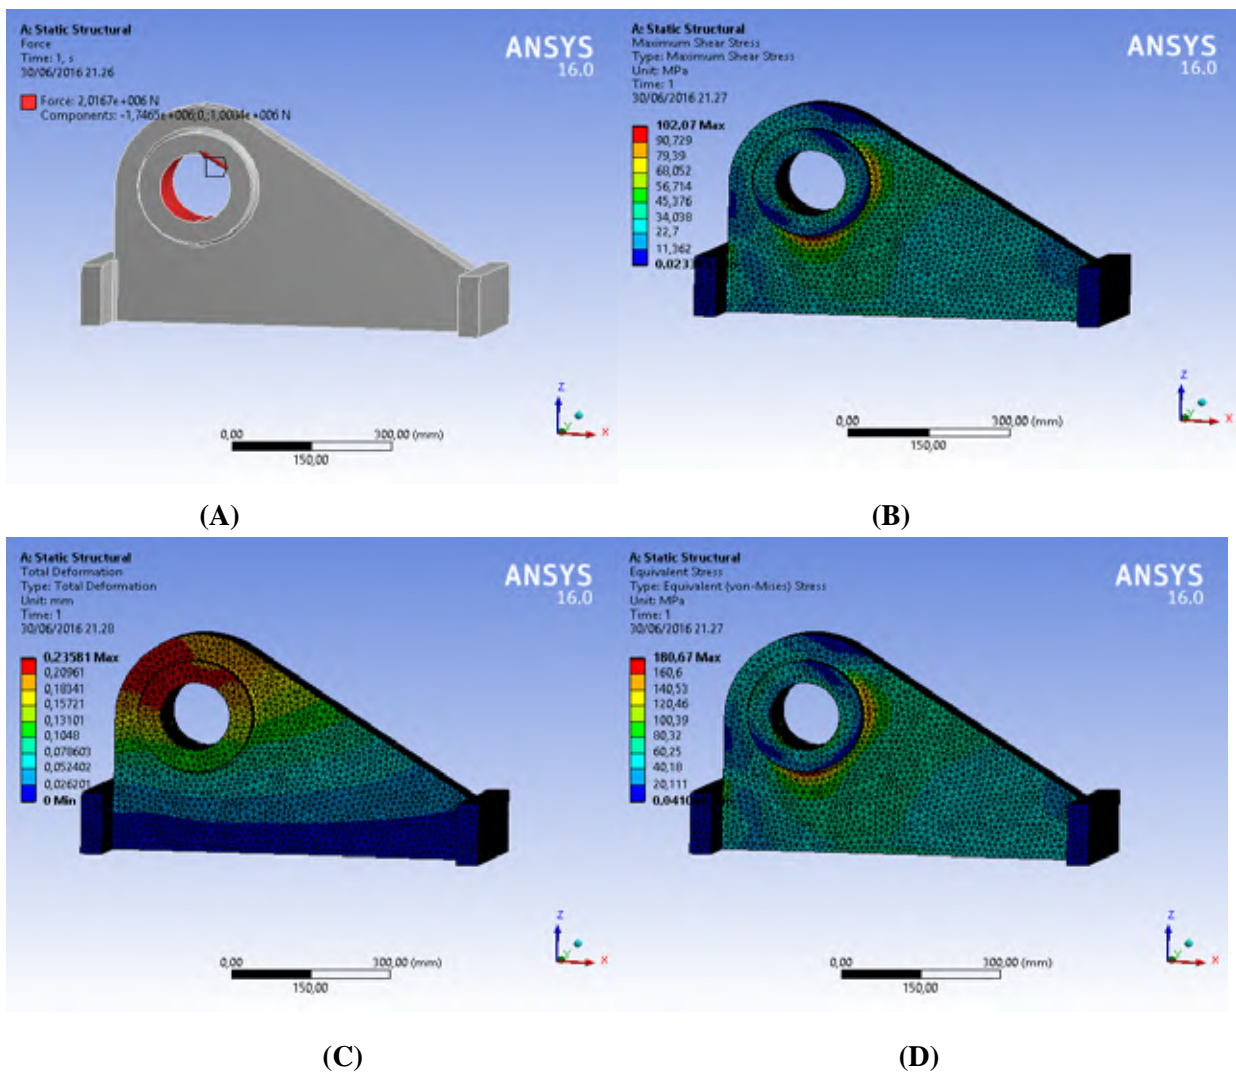 A: Static Structural
Force
Time: 1, s
30/06/2016 21.26
Force: 2,0167e+006 N
ANSYS
16.0
0,00
300,00 (mm)
150,00
Z
Y
X
(A)
A: Static Structural
Maximum Shear Stress
Type: Maximum Shear Stress
Unit: MPa
Time: 1
30/06/2016 21.27
102,07 Max
90,729
79,39
68,052
56,714
45,376
34,038
22,7
11,362
ANSYS
16.0
0,00
300,00 (mm)
150,00
Z
Y
X
(B)
A: Static Structural
Total Deformation
Type: Total Deformation
Unit: mm
Time: 1
30/06/2016 21.28
0,23581 Max
0,20961
0,18341
0,15721
0,13101
0,1048
0,078603
0,052402
0,026201
0 Min
ANSYS
16.0
0,00
300,00 (mm)
150,00
Z
Y
X
(C)
A: Static Structural
Equivalent Stress
Type: Equivalent (von-Mises) Stress
Unit: MPa
Time: 1
30/06/2016 21.27
180,67 Max
160,6
140,53
120,46
100,39
80,32
60,25
40,18
20,111
ANSYS
16.0
0,00
300,00 (mm)
150,00
Z
Y
X
(D)